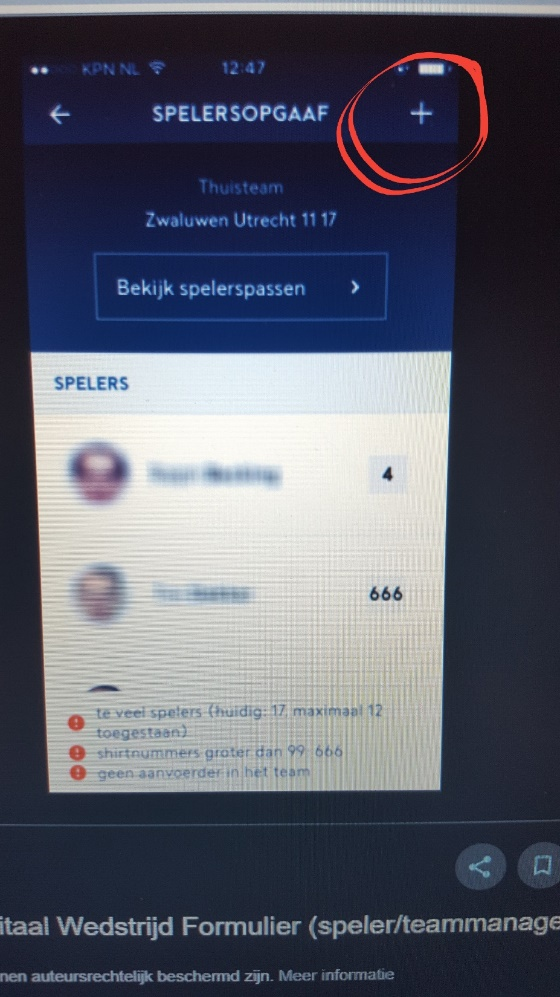 KPN NL
12:47
SPELERSOPGAAF
Thuisteam
Zwaluwen Utrecht 11 17
Bekijk spelerspassen
SPELERS
4
666
te veel spelers (huidig: 17, maximaal 12
toegestaan)
shirtnummers groter dan 99: 666
geen aanvoerder in het team
itaal Wedstrijd Formulier (speler/teammanage
nen auteursrechtelijk beschermd zijn. Meer informatie